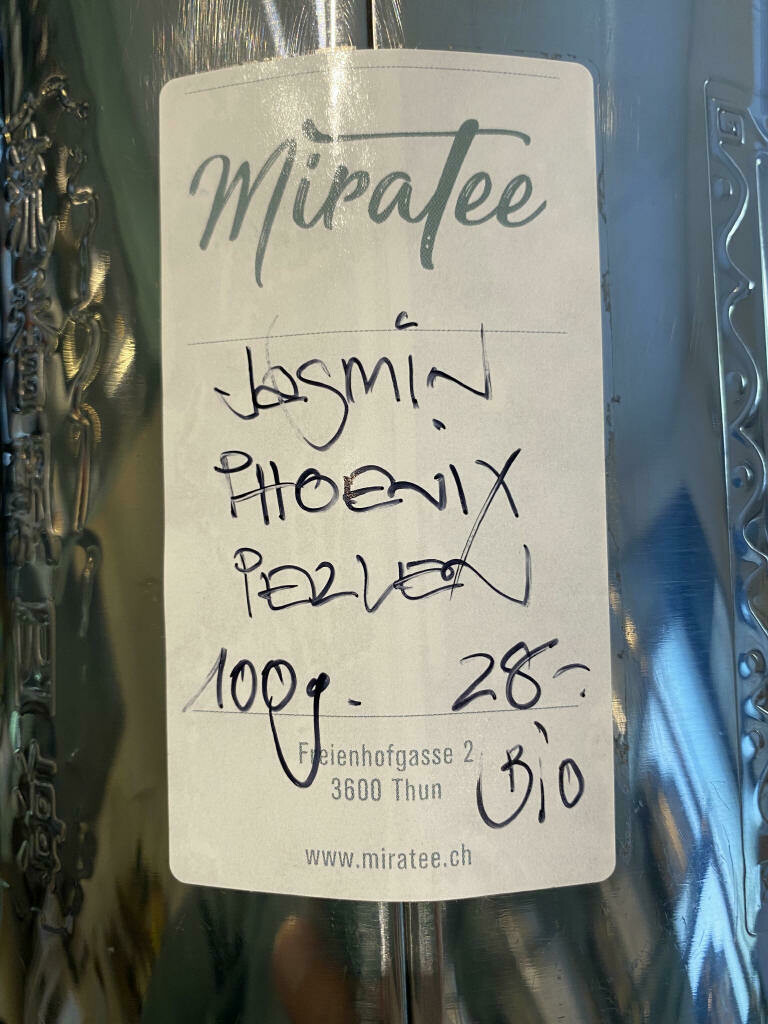 MiraTee
JASMIN
PHOENIX
PERLEN
100g. 28.-
Freienhofgasse 2
3600 Thun
Bio
www.miratee.ch